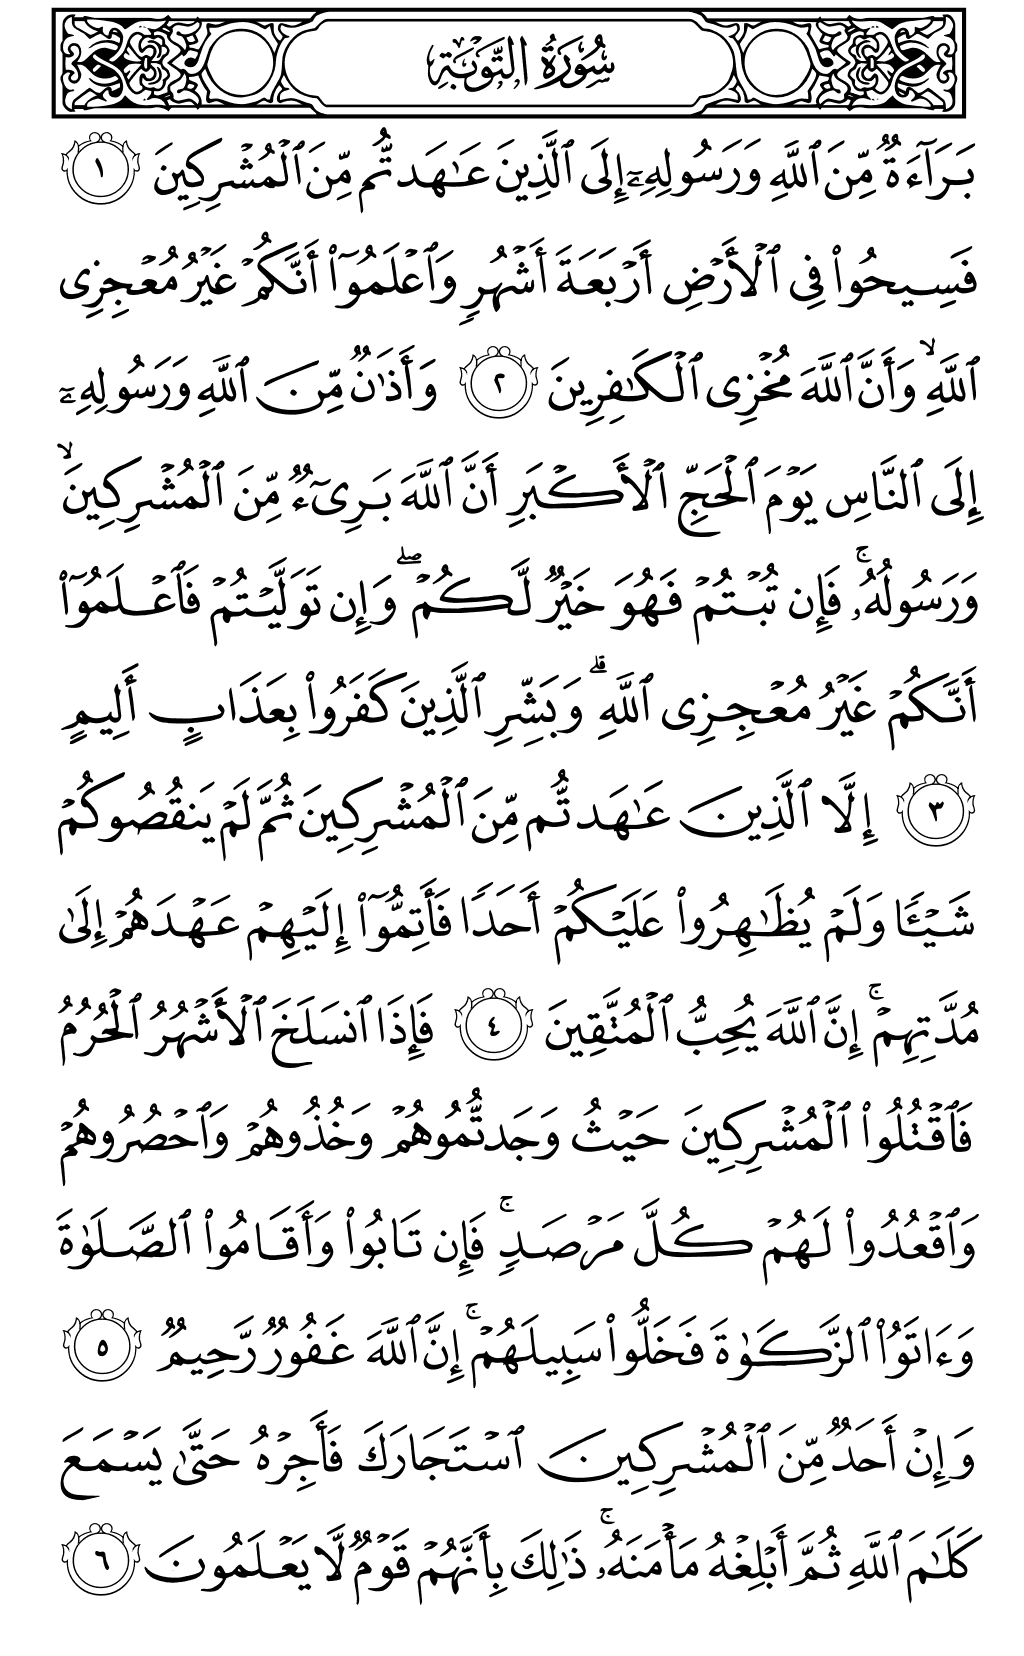 سُورَةُ التَّوۡبَةِ
بَرَآءَةٞ مِّنَ ٱللَّهِ وَرَسُولِهِۦٓ إِلَى ٱلَّذِينَ عَٰهَدتُّم مِّنَ ٱلۡمُشۡرِكِينَ ١
فَسِيحُواْ فِي ٱلۡأَرۡضِ أَرۡبَعَةَ أَشۡهُرٖ وَٱعۡلَمُوٓاْ أَنَّكُمۡ غَيۡرُ مُعۡجِزِي
ٱللَّهِۙ وَأَنَّ ٱللَّهَ مُخۡزِي ٱلۡكَٰفِرِينَ ٢ وَأَذَٰنٞ مِّنَ ٱللَّهِ وَرَسُولِهِۦٓ
إِلَى ٱلنَّاسِ يَوۡمَ ٱلۡحَجِّ ٱلۡأَكۡبَرِ أَنَّ ٱللَّهَ بَرِيٓءٞ مِّنَ ٱلۡمُشۡرِكِينَۙ
وَرَسُولُهُۥۚ فَإِن تُبۡتُمۡ فَهُوَ خَيۡرٞ لَّكُمۡۖ وَإِن تَوَلَّيۡتُمۡ فَٱعۡلَمُوٓاْ
أَنَّكُمۡ غَيۡرُ مُعۡجِزِي ٱللَّهِۗ وَبَشِّرِ ٱلَّذِينَ كَفَرُواْ بِعَذَابٍ أَلِيمٍ
٣ إِلَّا ٱلَّذِينَ عَٰهَدتُّم مِّنَ ٱلۡمُشۡرِكِينَ ثُمَّ لَمۡ يَنقُصُوكُمۡ
شَيۡـٔٗا وَلَمۡ يُظَٰهِرُواْ عَلَيۡكُمۡ أَحَدٗا فَأَتِمُّوٓاْ إِلَيۡهِمۡ عَهۡدَهُمۡ إِلَىٰ
مُدَّتِهِمۡۚ إِنَّ ٱللَّهَ يُحِبُّ ٱلۡمُتَّقِينَ ٤ فَإِذَا ٱنسَلَخَ ٱلۡأَشۡهُرُ ٱلۡحُرُمُ
فَٱقۡتُلُواْ ٱلۡمُشۡرِكِينَ حَيۡثُ وَجَدتُّمُوهُمۡ وَخُذُوهُمۡ وَٱحۡصُرُوهُمۡ
وَٱقۡعُدُواْ لَهُمۡ كُلَّ مَرۡصَدٖۚ فَإِن تَابُواْ وَأَقَامُواْ ٱلصَّلَوٰةَ
وَءَاتَوُاْ ٱلزَّكَوٰةَ فَخَلُّواْ سَبِيلَهُمۡۚ إِنَّ ٱللَّهَ غَفُورٞ رَّحِيمٞ ٥
وَإِنۡ أَحَدٞ مِّنَ ٱلۡمُشۡرِكِينَ ٱسۡتَجَارَكَ فَأَجِرۡهُ حَتَّىٰ يَسۡمَعَ
كَلَٰمَ ٱللَّهِ ثُمَّ أَبۡلِغۡهُ مَأۡمَنَهُۥۚ ذَٰلِكَ بِأَنَّهُمۡ قَوۡمٞ لَّا يَعۡلَمُونَ ٦